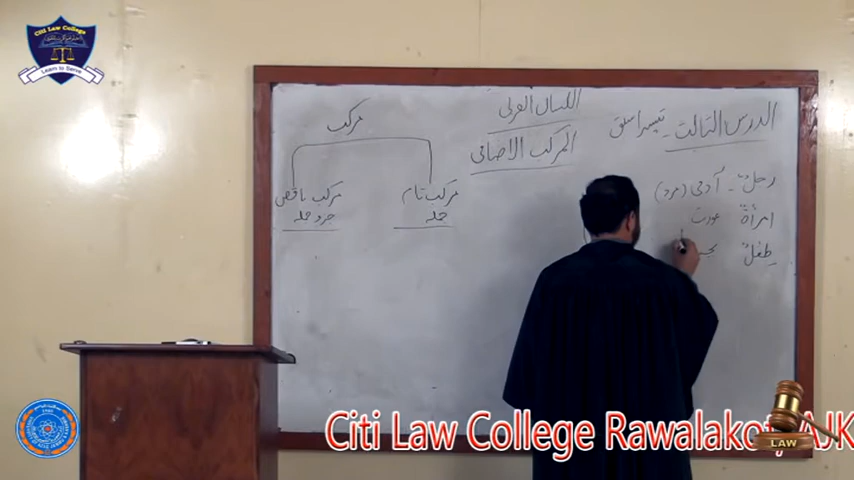 Citi Law College
Learn to Serve
اللسان العربی
المرکب الاضافی
الدرس الثالث - تیسرا سبق
رجلٌ - آدمی (مرد)
امرأةٌ عورت
طفلٌ بچہ
مرکب
مرکب تام
جملہ
مرکب ناقص
جزو جملہ
Citi Law College Rawalakot, AJK
LAW